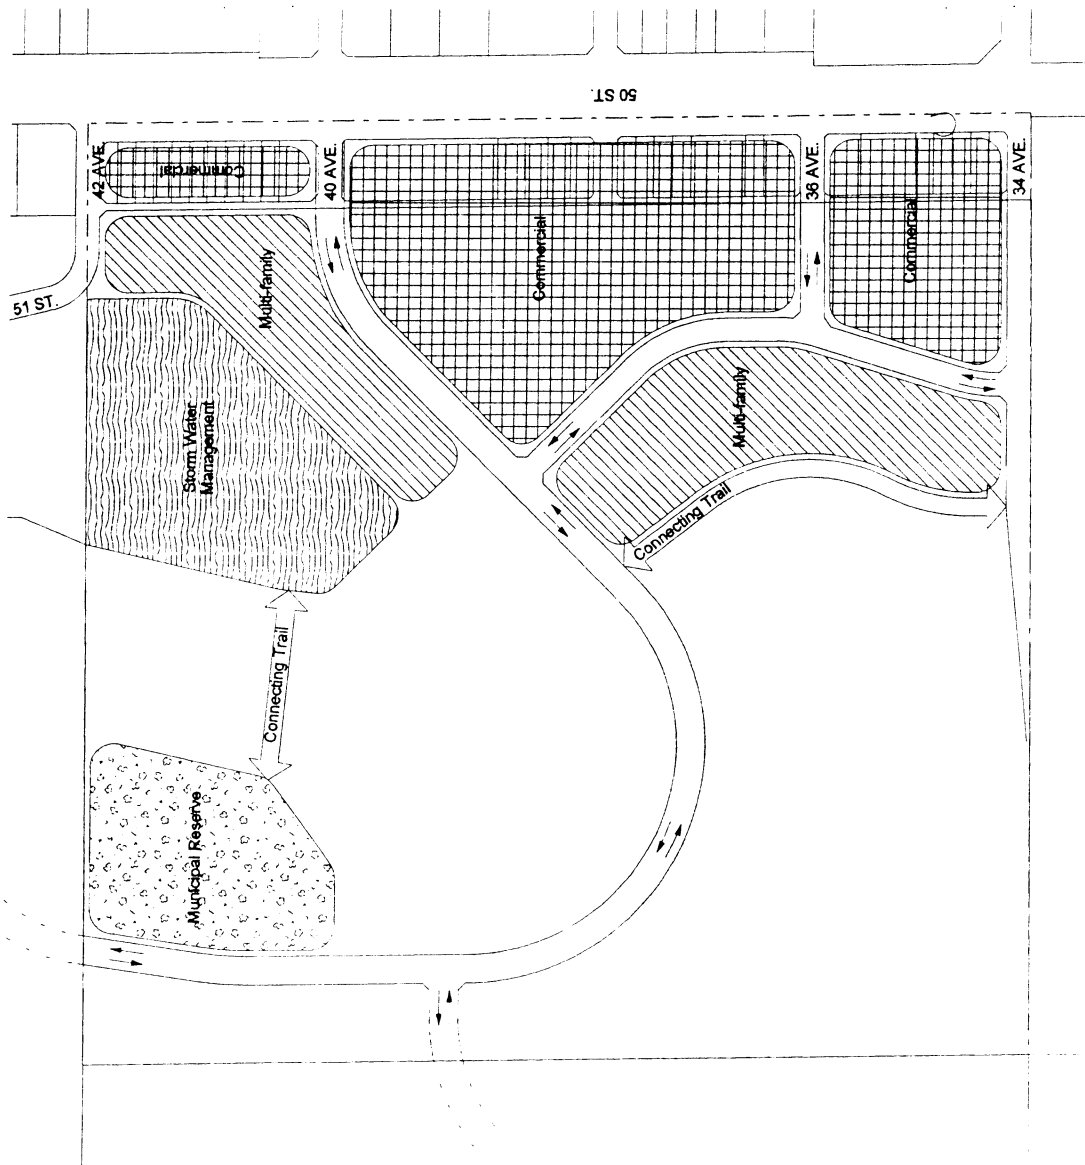 50 ST.
42 AVE.
Commercial
40 AVE.
36 AVE.
34 AVE.
Commercial
Commercial
Multi-family
51 ST.
Multi-family
Storm Water
Management
Connecting Trail
Connecting Trail
Municipal Reserve